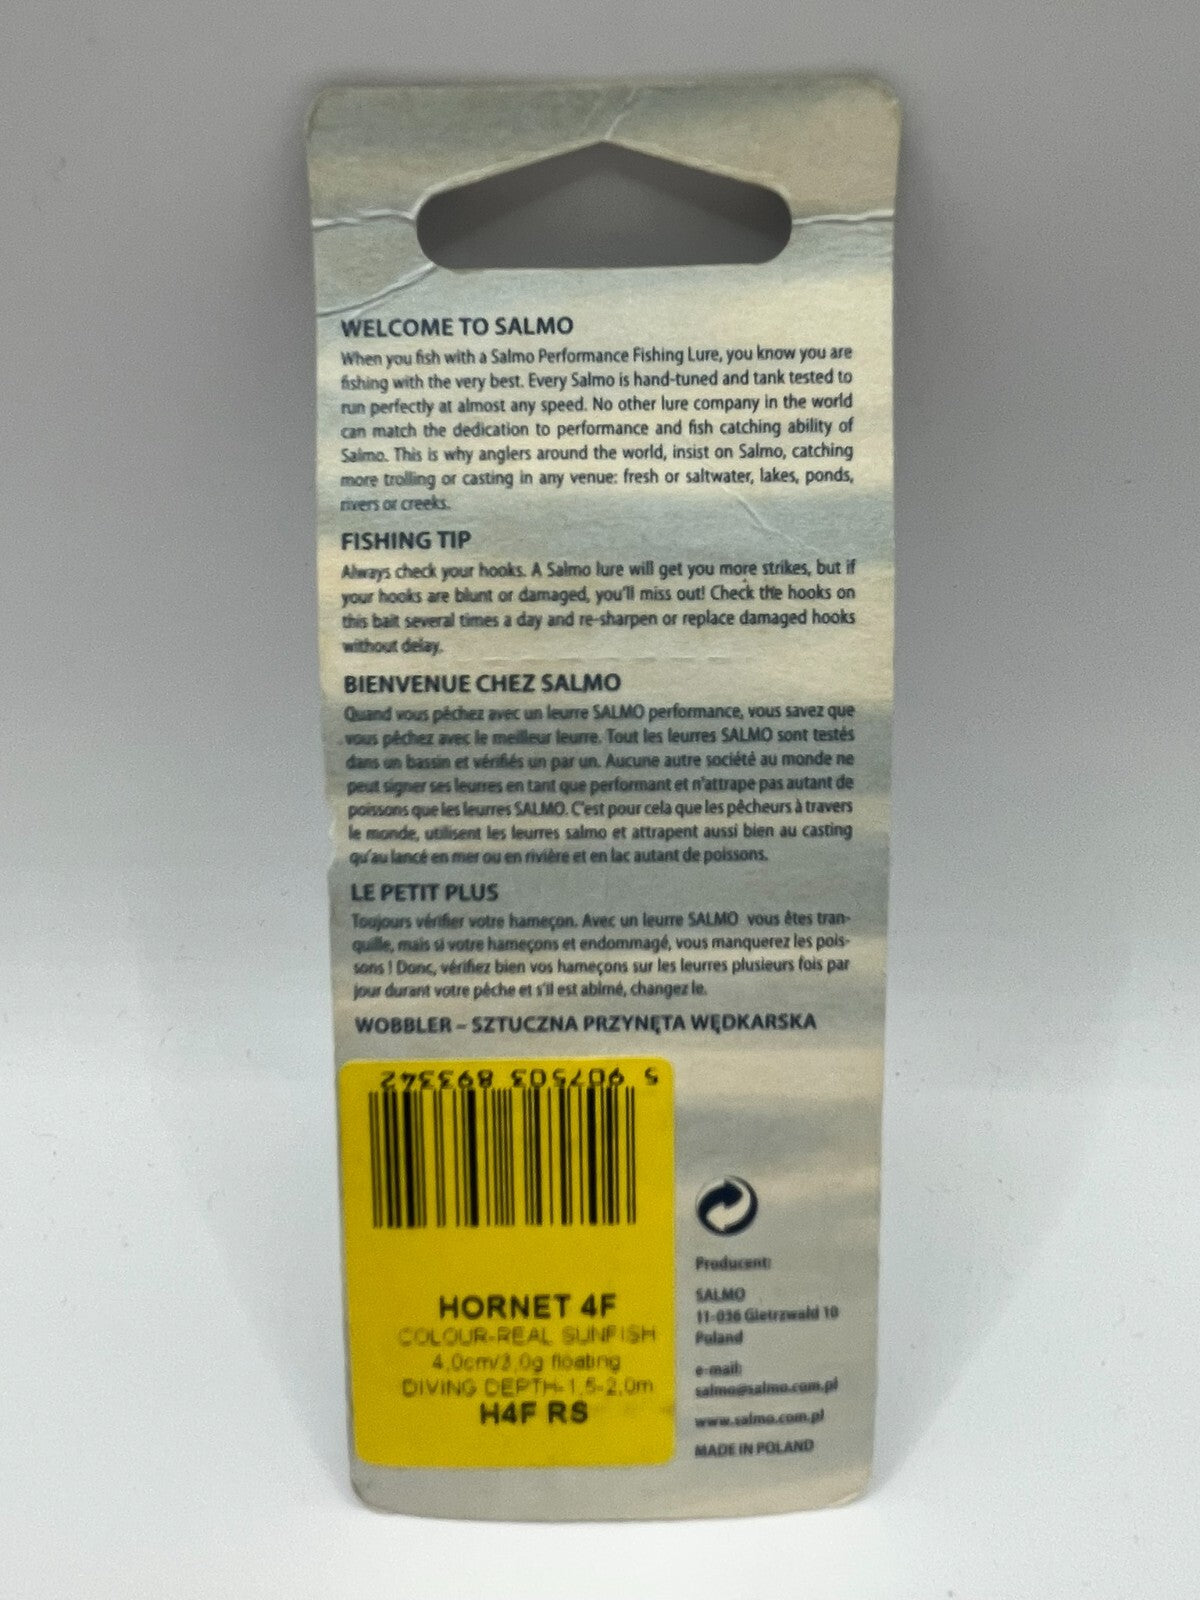 WELCOME TO SALMO
When you fish with a Salmo Performance Fishing Lure, you know you are
fishing with the very best. Every Salmo is hand-tuned and tank tested to
run perfectly at almost any speed. No other lure company in the world
can match the dedication to performance and fish catching ability of
Salmo. This is why anglers around the world, insist on Salmo, catching
more trolling or casting in any venue: fresh or saltwater, lakes, ponds,
rivers or creeks.
FISHING TIP
Always check your hooks. A Salmo lure will get you more strikes, but if
your hooks are blunt or damaged, you'll miss out! Check the hooks on
this bait several times a day and re-sharpen or replace damaged hooks
without delay.
BIENVENUE CHEZ SALMO
Quand vous pêchez avec un leurre SALMO performance, vous savez que
vous pêchez avec le meilleur leurre. Tout les leurres SALMO sont testés
dans un bassin et vérifiés un par un. Aucune autre société au monde ne
peut signer ses leurres en tant que performant et n'attrape pas autant de
poissons que les leurres SALMO. C'est pour cela que les pêcheurs à travers
le monde, utilisent les leurres salmo et attrapent aussi bien au casting
qu'au lancé en mer ou en rivière et en lac autant de poissons.
LE PETIT PLUS
Toujours vérifier votre hameçon. Avec un leurre SALMO vous êtes tran-
quille, mais si votre hameçons et endommagé, vous manquerez les pois-
sons ! Donc, vérifiez bien vos hameçons sur les leurres plusieurs fois par
jour durant votre pêche et s'il est abîmé, changez le.
WOBBLER – SZTUCZNA PRZYNĘTA WĘDKARSKA
5 907503 893342
HORNET 4F
COLOUR-REAL SUNFISH
4,0cm/3,0g floating
DIVING DEPTH-1,5-2,0m
H4F RS
Producent:
SALMO
11-036 Gietrzwałd 10
Poland
e-mail:
salmo@salmo.com.pl
www.salmo.com.pl
MADE IN POLAND